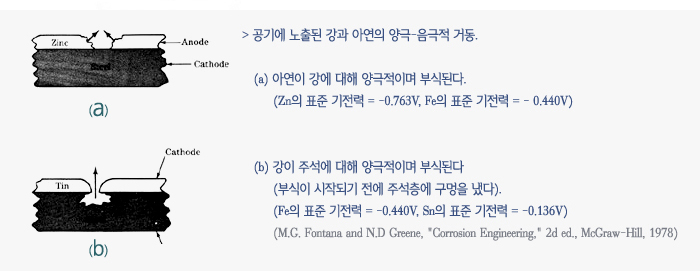 > 공기에 노출된 강과 아연의 양극-음극적 거동.
Zinc
Anode
Cathode
(a)
(a) 아연이 강에 대해 양극적이며 부식된다.
(Zn의 표준 기전력 = -0.763V, Fe의 표준 기전력 = - 0.440V)
Cathode
Tin
(b)
(b) 강이 주석에 대해 양극적이며 부식된다
(부식이 시작되기 전에 주석층에 구멍을 냈다).
(Fe의 표준 기전력 = -0.440V, Sn의 표준 기전력 = -0.136V)
(M.G. Fontana and N.D Greene, "Corrosion Engineering," 2d ed., McGraw-Hill, 1978)